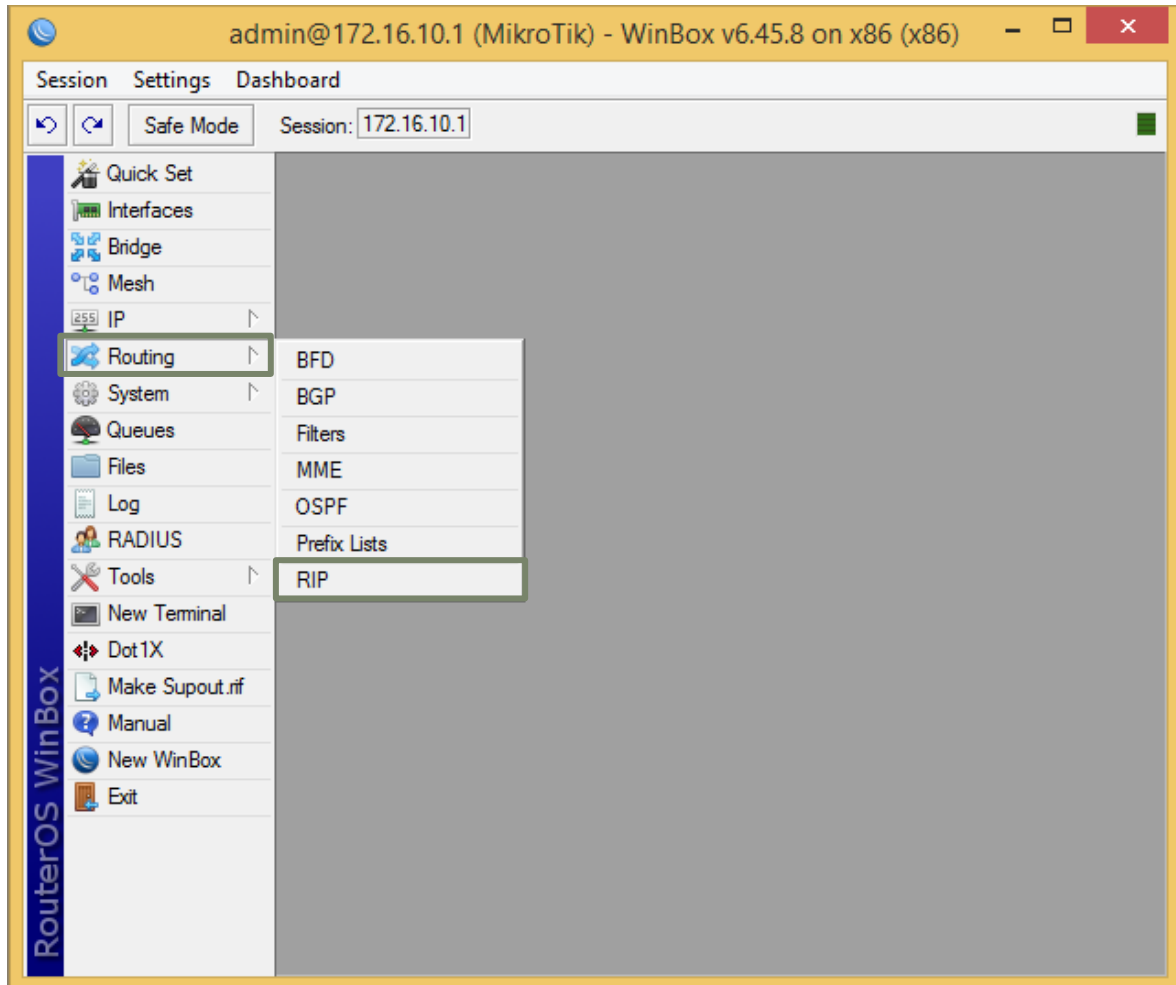 admin@172.16.10.1 (MikroTik) - WinBox v6.45.8 on x86 (x86)
Session Settings Dashboard
Safe Mode Session: 172.16.10.1
Quick Set
Interfaces
Bridge
Mesh
255 IP
Routing
System
Queues
Files
Log
RADIUS
Tools
New Terminal
Dot1X
Make Supout.rif
Manual
New WinBox
Exit
BFD
BGP
Filters
MME
OSPF
Prefix Lists
RIP
RouterOS WinBox